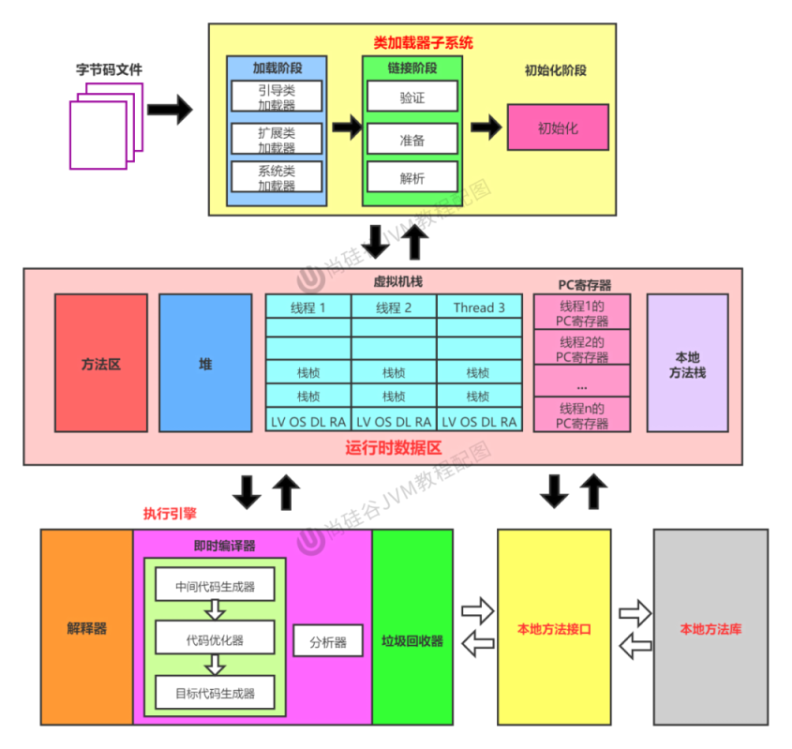 类加载器子系统
字节码文件
加载阶段
引导类
加载器
扩展类
加载器
系统类
加载器
链接阶段
验证
准备
解析
初始化阶段
初始化
尚硅谷JVM教程配图
方法区
堆
虚拟机栈
线程 1
线程 2
Thread 3
栈桢
栈桢
栈桢
栈桢
栈桢
栈桢
LV OS DL RA
LV OS DL RA
LV OS DL RA
PC寄存器
线程1的
PC寄存器
线程2的
PC寄存器
...
线程n的
PC寄存器
本地
方法栈
运行时数据区
尚硅谷JVM教程配图
执行引擎
解释器
即时编译器
中间代码生成器
代码优化器
目标代码生成器
分析器
垃圾回收器
本地方法接口
本地方法库